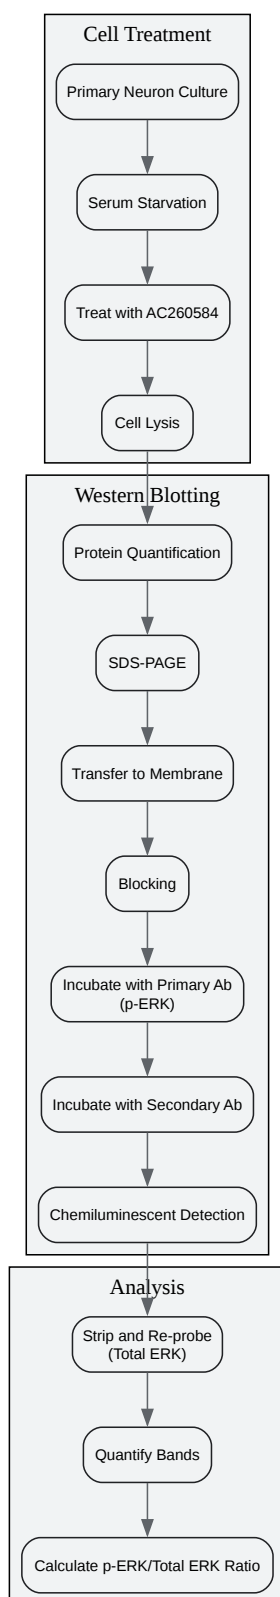 Cell Treatment
Primary Neuron Culture
Serum Starvation
Treat with AC260584
Cell Lysis
Western Blotting
Protein Quantification
SDS-PAGE
Transfer to Membrane
Blocking
Incubate with Primary Ab
(p-ERK)
Incubate with Secondary Ab
Chemiluminescent Detection
Analysis
Strip and Re-probe
(Total ERK)
Quantify Bands
Calculate p-ERK/Total ERK Ratio